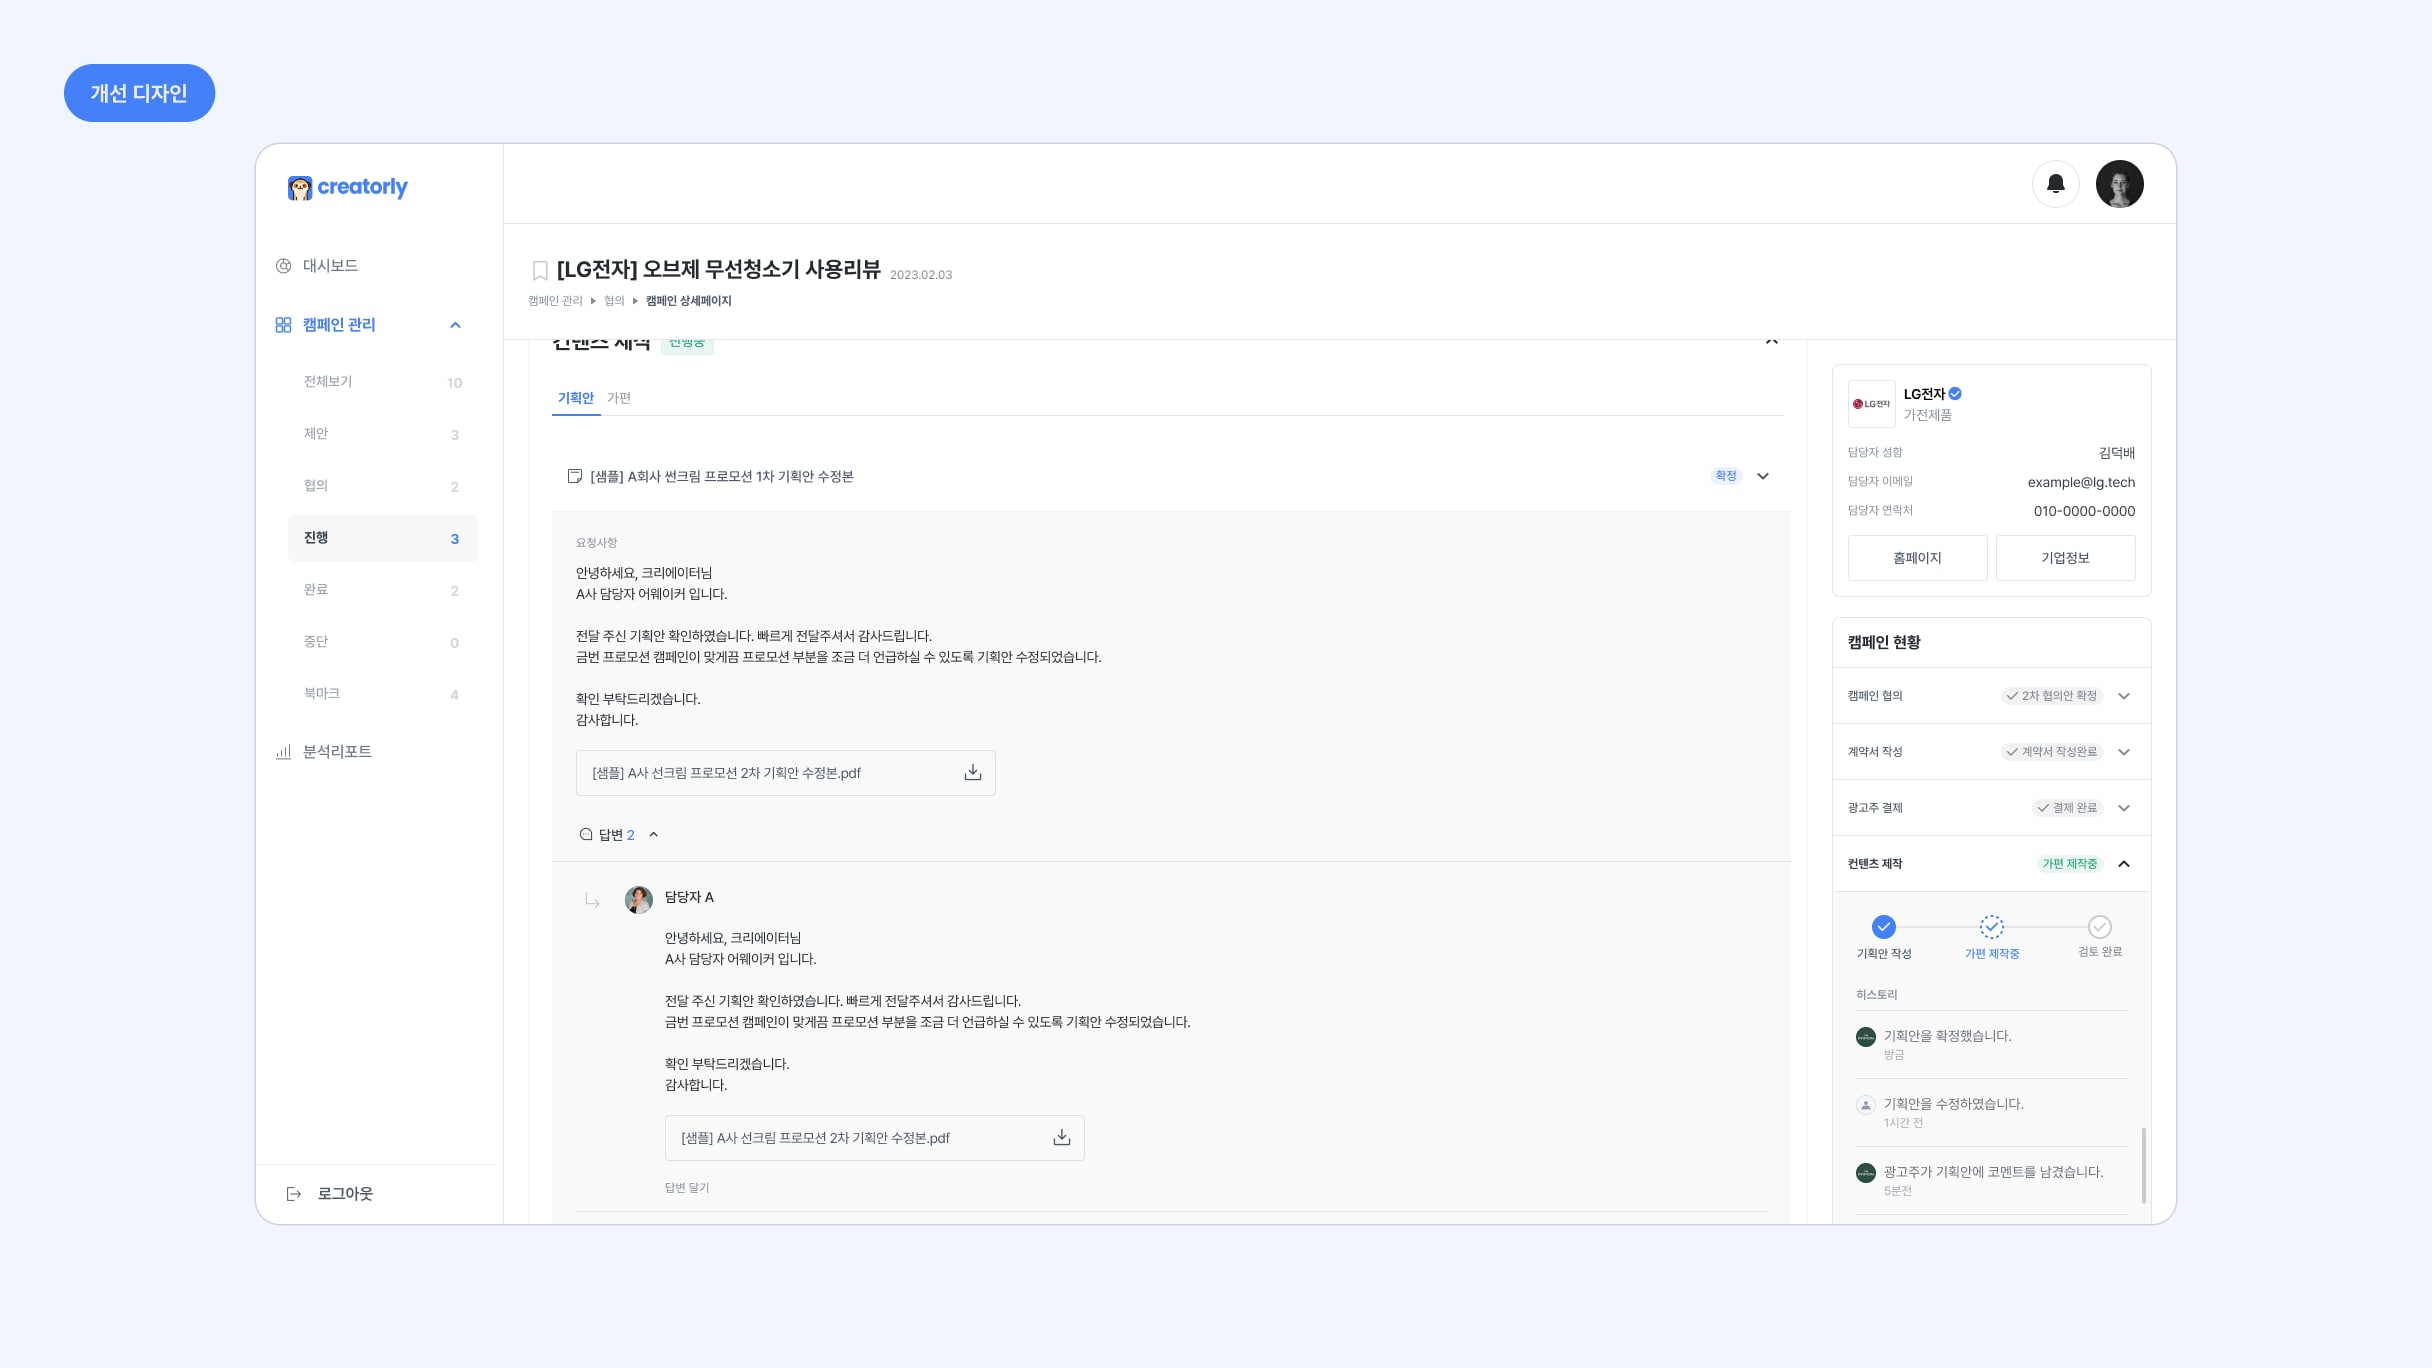 개선 디자인
creatorly
대시보드
캠페인 관리
전체보기 10
제안 3
협의 2
진행 3
완료 2
중단 0
북마크 4
분석리포트
로그아웃
[LG전자] 오브제 무선청소기 사용리뷰 2023.02.03
캠페인 관리 ▶ 협의 ▶ 캠페인 상세페이지
컨텐츠 제작 진행중
기획안 가편
[샘플] A회사 썬크림 프로모션 1차 기획안 수정본 확정
요청사항
안녕하세요, 크리에이터님
A사 담당자 어웨이커 입니다.
전달 주신 기획안 확인하였습니다. 빠르게 전달주셔서 감사드립니다.
금번 프로모션 캠페인이 맞게끔 프로모션 부분을 조금 더 언급하실 수 있도록 기획안 수정되었습니다.
확인 부탁드리겠습니다.
감사합니다.
[샘플] A사 선크림 프로모션 2차 기획안 수정본.pdf
답변 2
담당자 A
안녕하세요, 크리에이터님
A사 담당자 어웨이커 입니다.
전달 주신 기획안 확인하였습니다. 빠르게 전달주셔서 감사드립니다.
금번 프로모션 캠페인이 맞게끔 프로모션 부분을 조금 더 언급하실 수 있도록 기획안 수정되었습니다.
확인 부탁드리겠습니다.
감사합니다.
[샘플] A사 선크림 프로모션 2차 기획안 수정본.pdf
답변 달기
LG전자
LG전자
가전제품
담당자 성함 김덕배
담당자 이메일 example@lg.tech
담당자 연락처 010-0000-0000
홈페이지 기업정보
캠페인 현황
캠페인 협의 2차 협의안 확정
계약서 작성 계약서 작성완료
광고주 결제 결제 완료
컨텐츠 제작 가편 제작중
기획안 작성 가편 제작중 검토 완료
히스토리
기획안을 확정했습니다.
방금
기획안을 수정하였습니다.
1시간 전
광고주가 기획안에 코멘트를 남겼습니다.
5분전